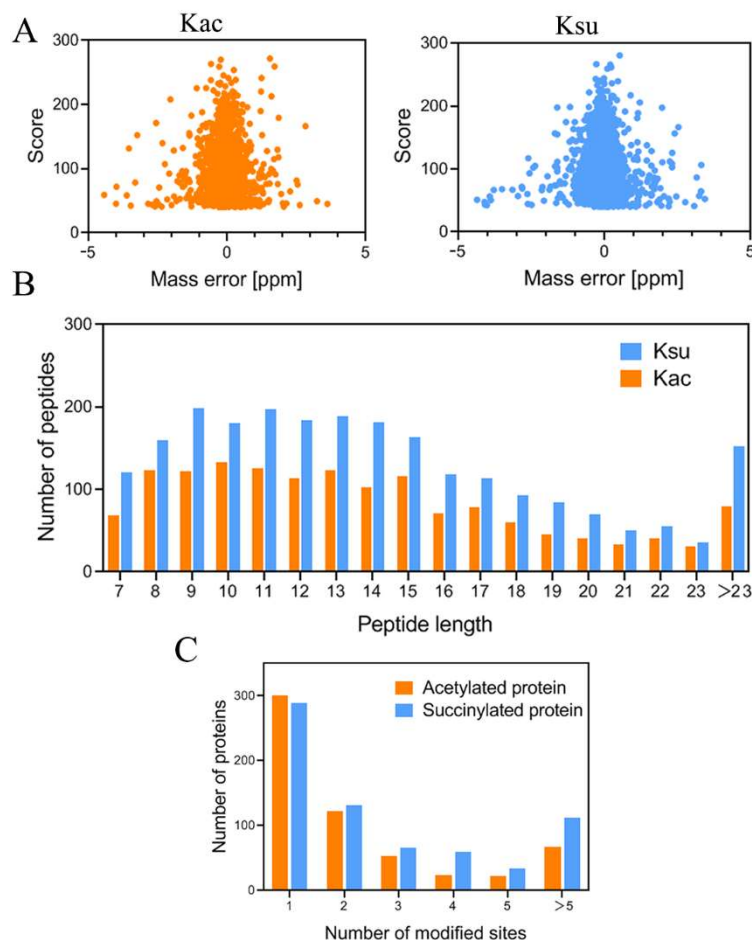 A
Kac
Score
300
200
100
0
−5
0
5
Mass error [ppm]
Ksu
Score
300
200
100
0
−5
0
5
Mass error [ppm]
B
Number of peptides
300
200
100
0
Ksu
Kac
7 8 9 10 11 12 13 14 15 16 17 18 19 20 21 22 23 >23
Peptide length
C
Number of proteins
300
200
100
0
Acetylated protein
Succinylated protein
1 2 3 4 5 >5
Number of modified sites